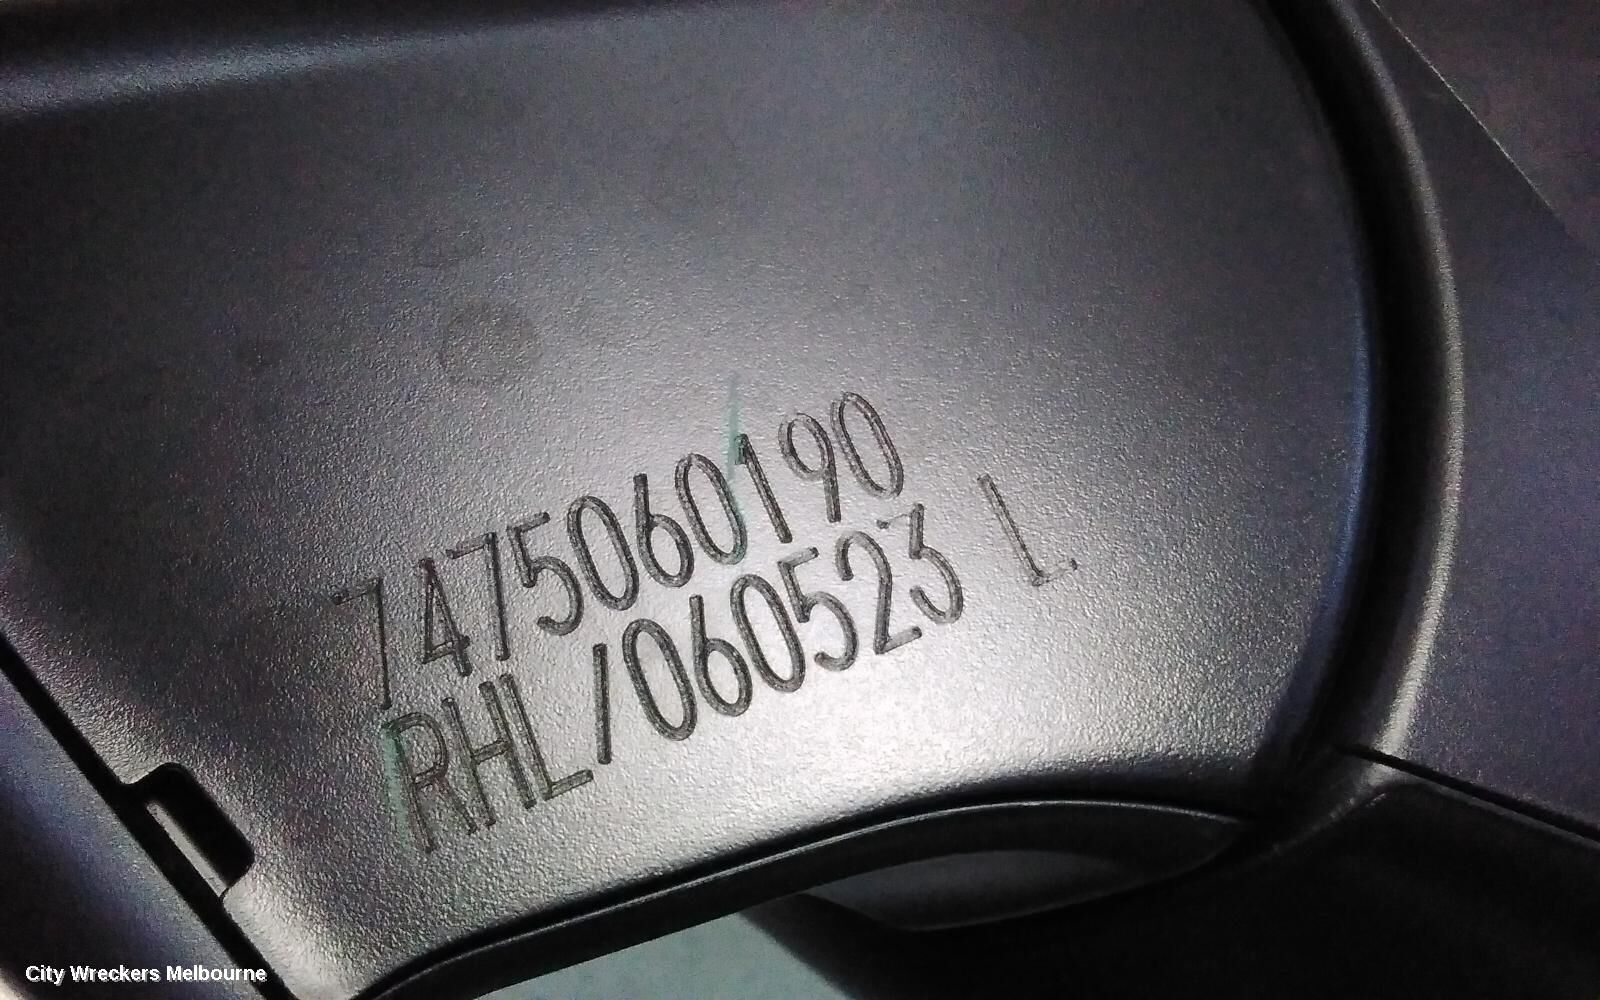 7475060190
RHL/060523 L
City Wreckers Melbourne